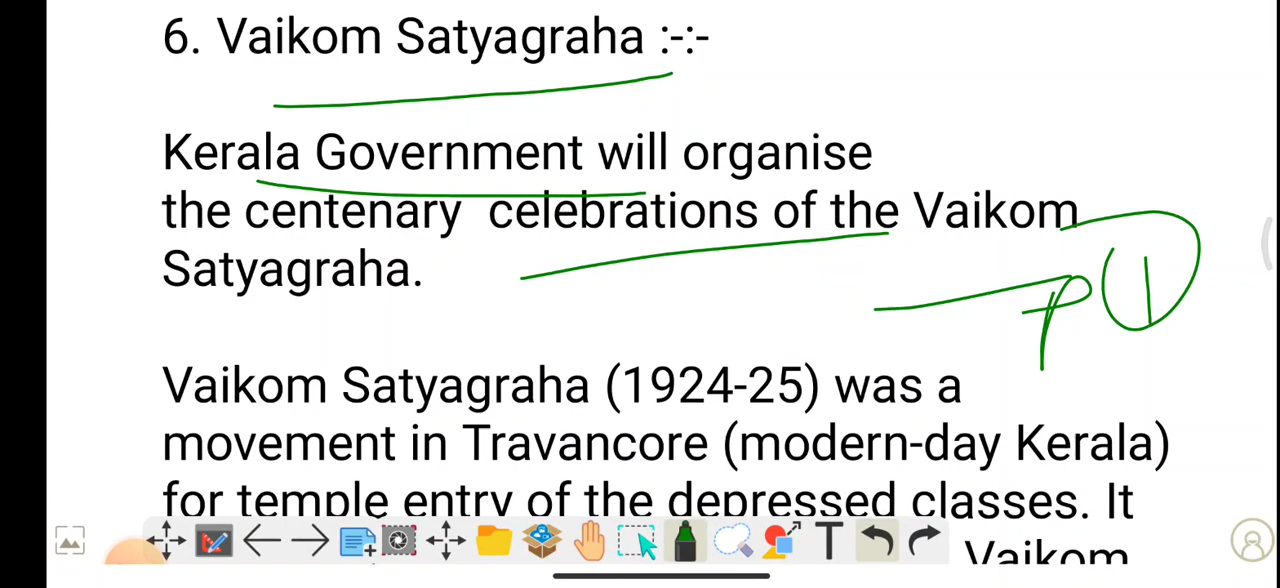 6. Vaikom Satyagraha :-:-
Kerala Government will organise
the centenary celebrations of the Vaikom
Satyagraha.
P 1
Vaikom Satyagraha (1924-25) was a
movement in Travancore (modern-day Kerala)
for temple entry of the depressed classes. It
Vaikom
T